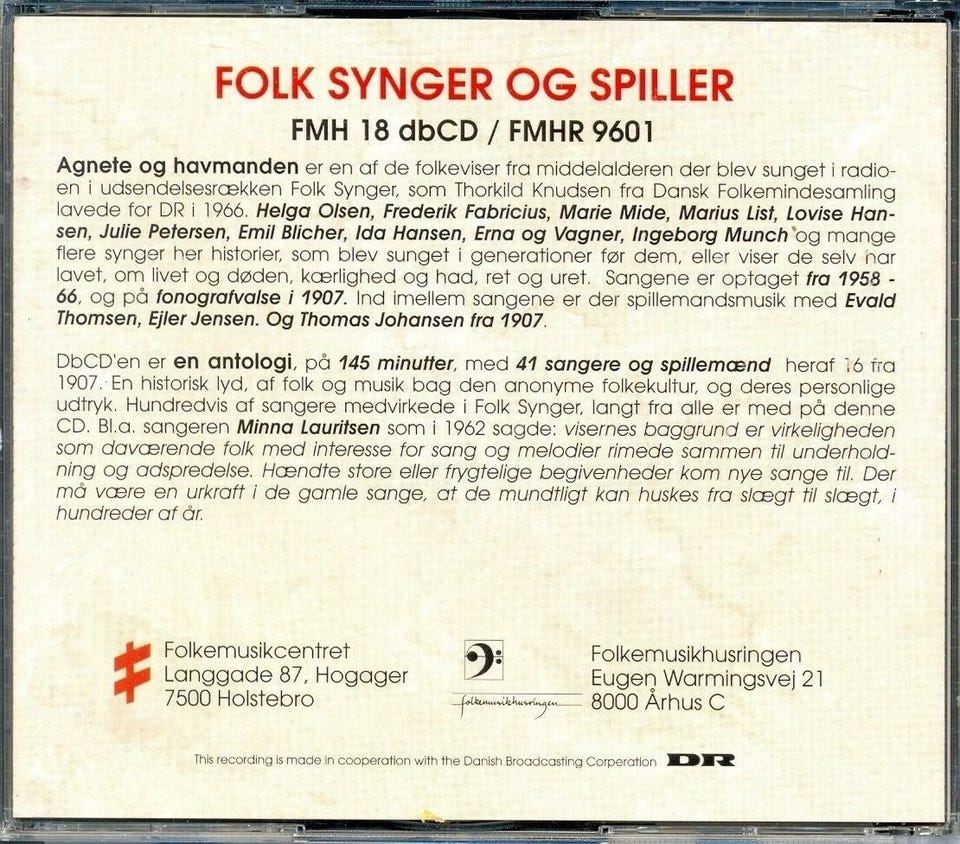 FOLK SYNGER OG SPILLER
FMH 18 dbCD / FMHR 9601
Agnete og havmanden er en af de folkeviser fra middelalderen der blev sunget i radio-
en i udsendelsesrækken Folk Synger, som Thorkild Knudsen fra Dansk Folkemindesamling
lavede for DR i 1966. Helga Olsen, Frederik Fabricius, Marie Mide, Marius List, Lovise Han-
sen, Julie Petersen, Emil Blicher, Ida Hansen, Erna og Vagner, Ingeborg Munch og mange
flere synger her historier, som blev sunget i generationer før dem, eller viser de selv har
lavet, om livet og døden, kærlighed og had, ret og uret. Sangene er optaget fra 1958 -
66, og på fonografvalse i 1907. Ind imellem sangene er der spillemandsmusik med Evald
Thomsen, Ejler Jensen. Og Thomas Johansen fra 1907.
DbCD'en er en antologi, på 145 minutter, med 41 sangere og spillemænd heraf 16 fra
1907. En historisk lyd, af folk og musik bag den anonyme folkekultur, og deres personlige
udtryk. Hundredvis af sangere medvirkede i Folk Synger, langt fra alle er med på denne
CD. Bl.a. sangeren Minna Lauritsen som i 1962 sagde: visernes baggrund er virkeligheden
som daværende folk med interesse for sang og melodier rimede sammen til underhold-
ning og adspredelse. Hændte store eller frygtelige begivenheder kom nye sange til. Der
må være en urkraft i de gamle sange, at de mundtligt kan huskes fra slægt til slægt, i
hundreder af år.
Folkemusikcentret
Langgade 87, Hogager
7500 Holstebro
folkemusikhusringen
Folkemusikhusringen
Eugen Warmingsvej 21
8000 Århus C
This recording is made in cooperation with the Danish Broadcasting Corperation DR